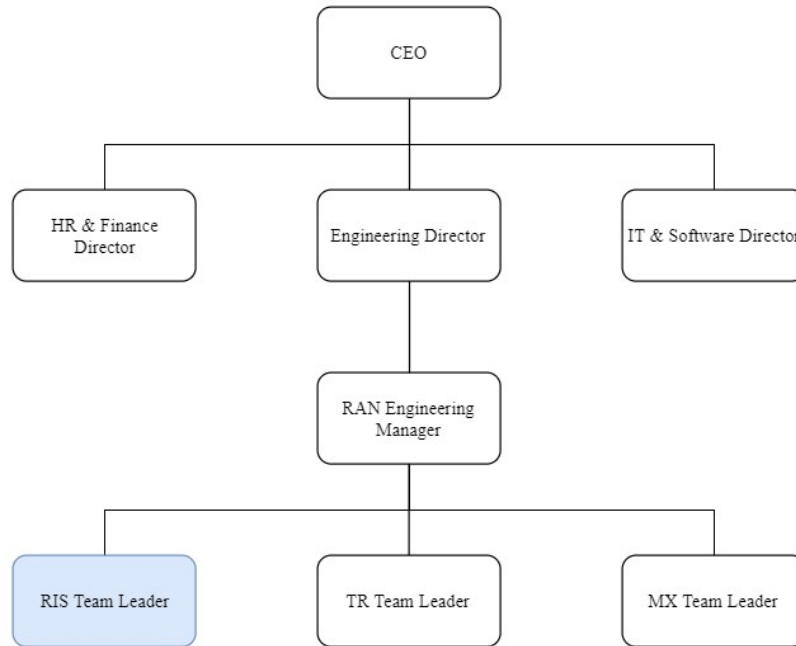 CEO
HR & Finance
Director
Engineering Director
IT & Software Director
RAN Engineering
Manager
RIS Team Leader
TR Team Leader
MX Team Leader